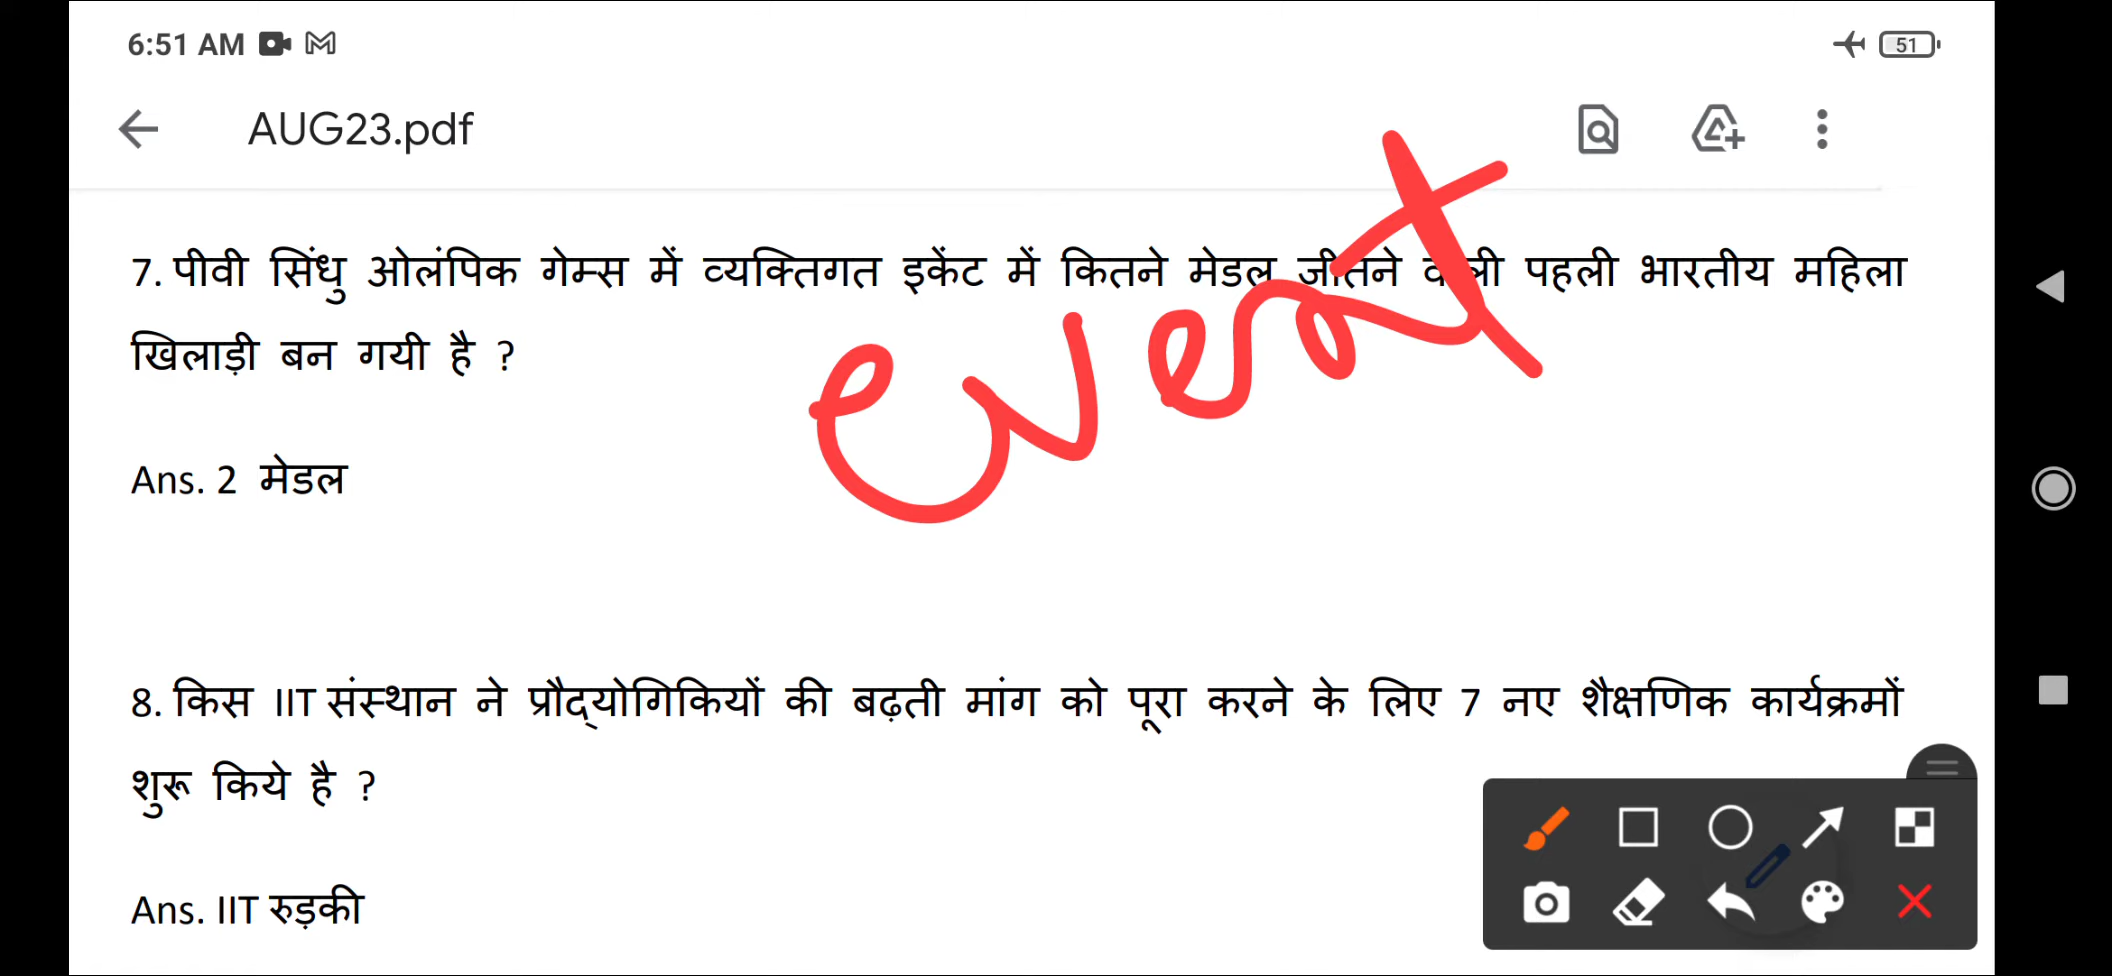 6:51 AM
51
AUG23.pdf
7. पीवी सिंधु ओलंपिक गेम्स में व्यक्तिगत इकेंट में कितने मेडल जीतने वाली पहली भारतीय महिला
खिलाड़ी बन गयी है ?
event
Ans. 2 मेडल
8. किस IIT संस्थान ने प्रौद्योगिकियों की बढ़ती मांग को पूरा करने के लिए 7 नए शैक्षणिक कार्यक्रमों
शुरू किये है ?
Ans. IIT रुड़की